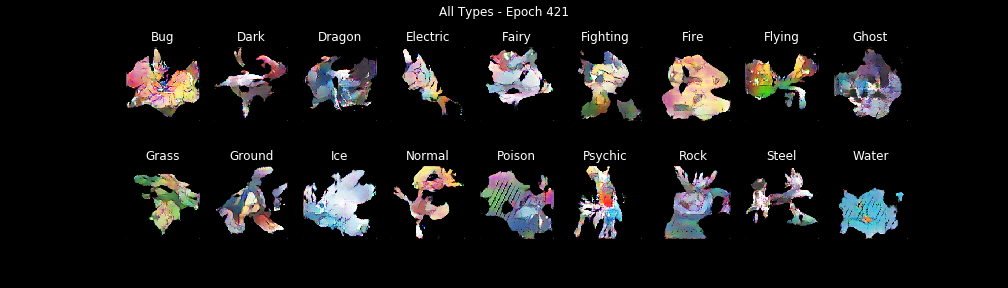 All Types - Epoch 421
Bug Dark Dragon Electric Fairy Fighting Fire Flying Ghost
Grass Ground Ice Normal Poison Psychic Rock Steel Water